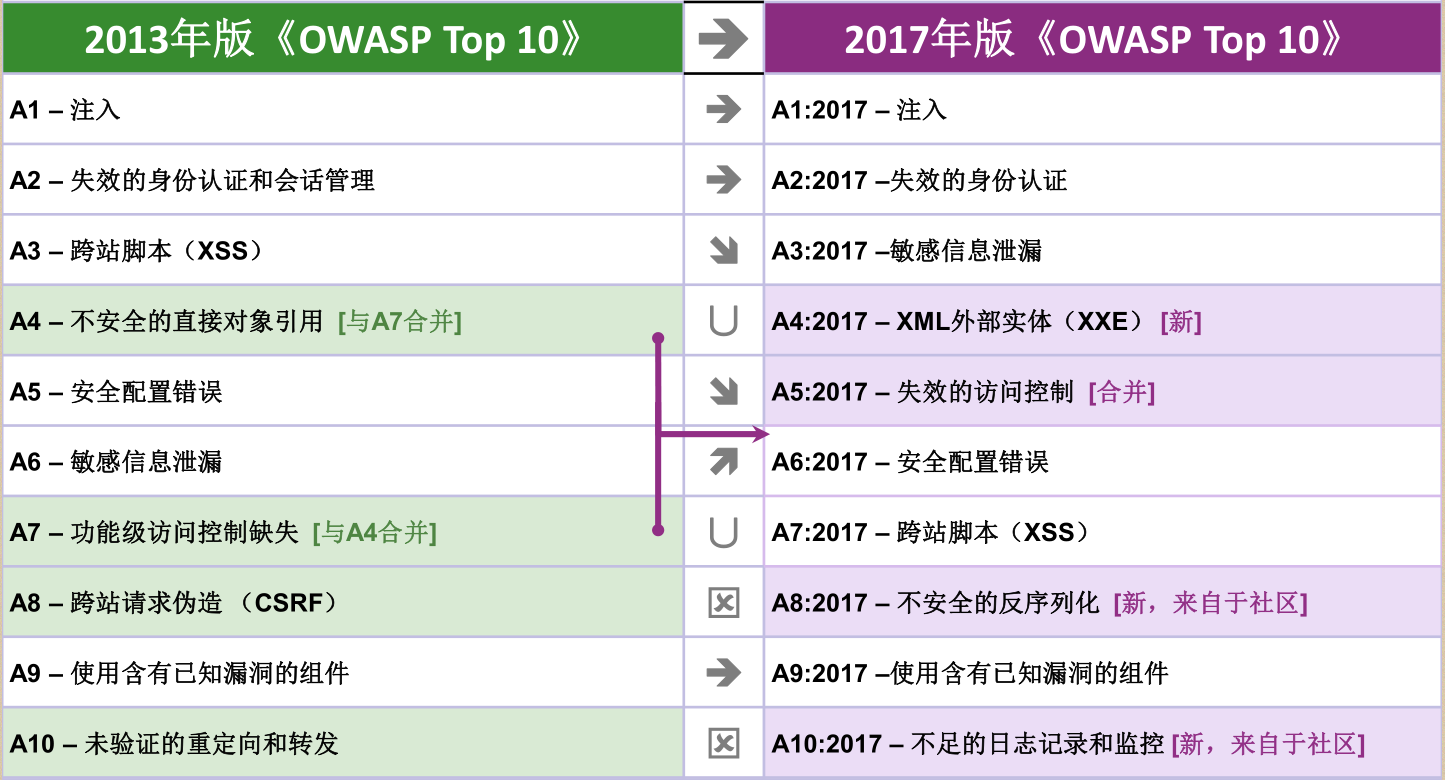 2013年版《OWASP Top 10》 2017年版《OWASP Top 10》
A1 – 注入 A1:2017 – 注入
A2 – 失效的身份认证和会话管理 A2:2017 –失效的身份认证
A3 – 跨站脚本（XSS） A3:2017 –敏感信息泄漏
A4 – 不安全的直接对象引用 [与A7合并] A4:2017 – XML外部实体（XXE） [新]
A5 – 安全配置错误 A5:2017 – 失效的访问控制 [合并]
A6 – 敏感信息泄漏 A6:2017 – 安全配置错误
A7 – 功能级访问控制缺失 [与A4合并] A7:2017 – 跨站脚本（XSS）
A8 – 跨站请求伪造 （CSRF） A8:2017 – 不安全的反序列化 [新，来自于社区]
A9 – 使用含有已知漏洞的组件 A9:2017 –使用含有已知漏洞的组件
A10 – 未验证的重定向和转发 A10:2017 – 不足的日志记录和监控 [新，来自于社区]